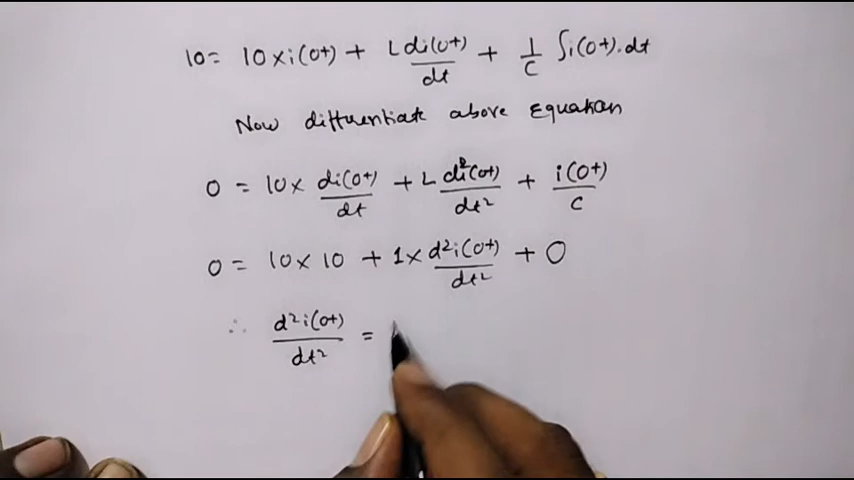 10 = 10 x i(0+) + L di(0+)/dt + 1/C ∫i(0+).dt
Now differentiate above Equation
0 = 10 x di(0+)/dt + L d²i(0+)/dt² + i(0+)/C
0 = 10 x 10 + 1 x d²i(0+)/dt² + 0
∴ d²i(0+)/dt² =